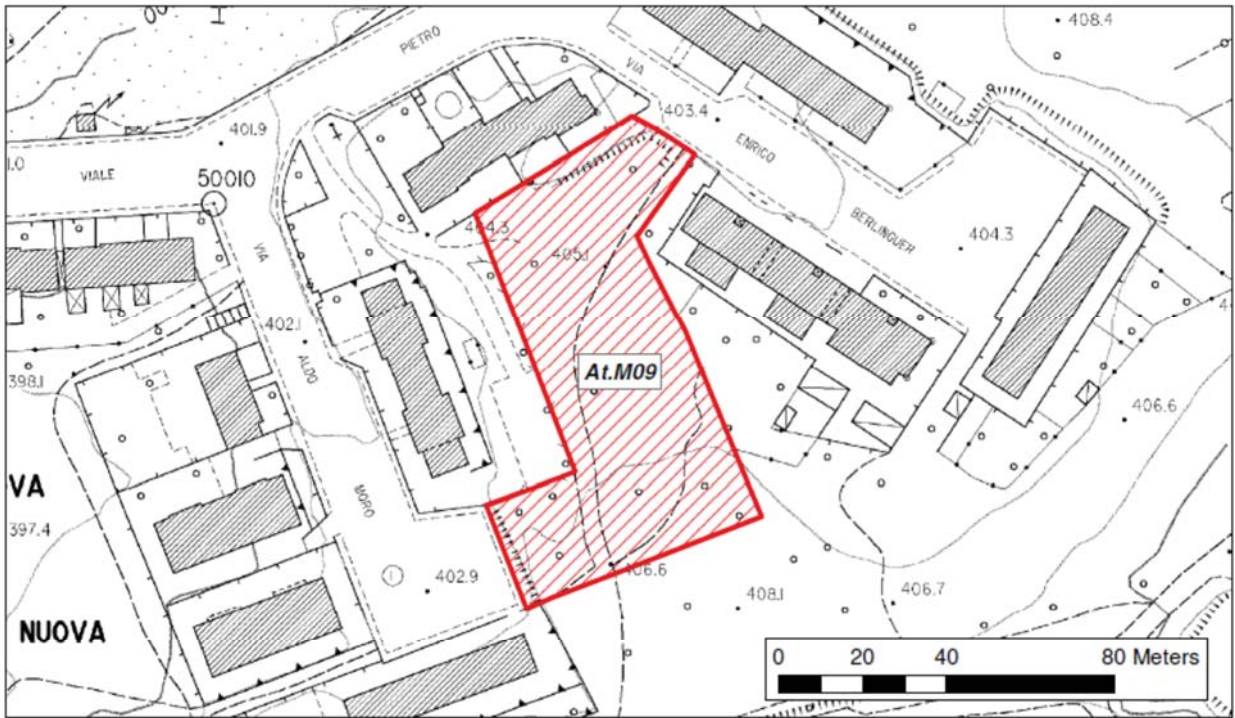 408.4
PIETRO
VIA
403.4
401.9
ENRICO
VIALE
50010
BERLINGUER
404.3
404.3
405.1
VIA
402.1
ALDO
At.M09
398.1
406.6
VA
MORO
397.4
402.9
406.6
408.1
406.7
NUOVA
0 20 40 80 Meters